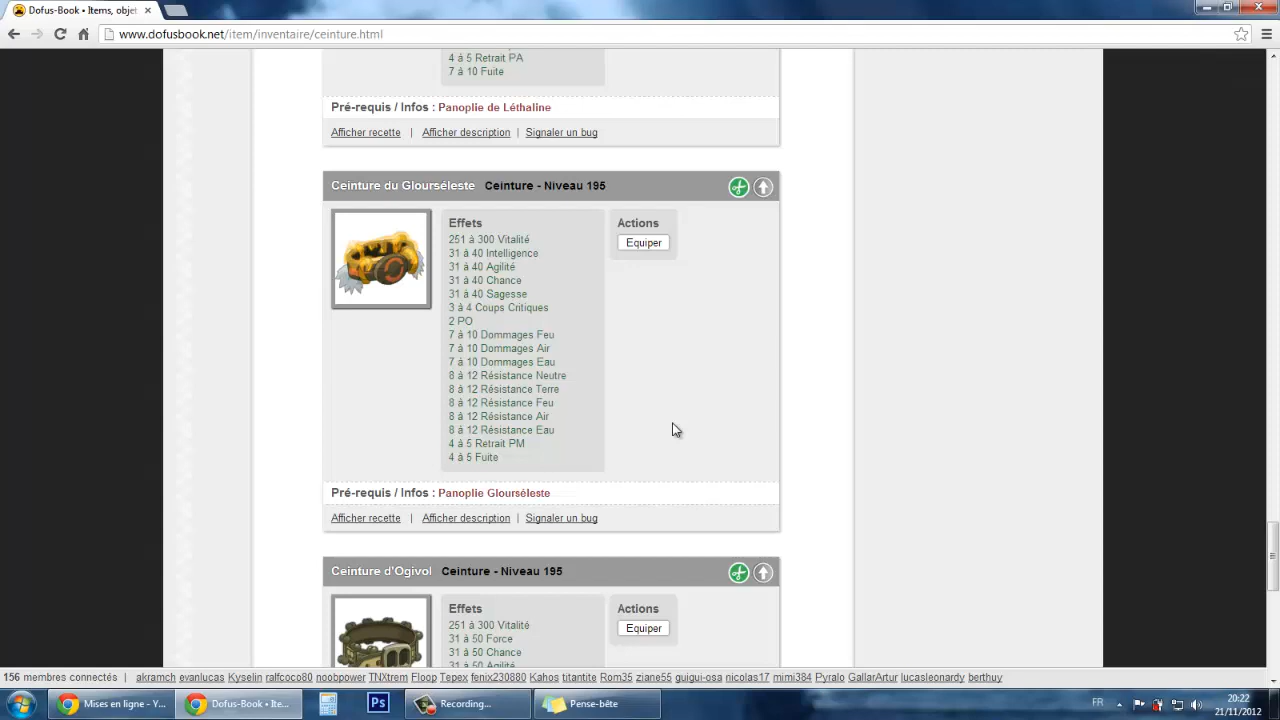 Dofus-Book • Items, objet
www.dofusbook.net/item/inventaire/ceinture.html
4 à 5 Retrait PA
7 à 10 Fuite
Pré-requis / Infos : Panoplie de Léthaline
Afficher recette | Afficher description | Signaler un bug
Ceinture du Glourséleste Ceinture - Niveau 195
Effets
251 à 300 Vitalité
31 à 40 Intelligence
31 à 40 Agilité
31 à 40 Chance
31 à 40 Sagesse
3 à 4 Coups Critiques
2 PO
7 à 10 Dommages Feu
7 à 10 Dommages Air
7 à 10 Dommages Eau
8 à 12 Résistance Neutre
8 à 12 Résistance Terre
8 à 12 Résistance Feu
8 à 12 Résistance Air
8 à 12 Résistance Eau
4 à 5 Retrait PM
4 à 5 Fuite
Actions
Equiper
Pré-requis / Infos : Panoplie Glourséleste
Afficher recette | Afficher description | Signaler un bug
Ceinture d'Ogivol Ceinture - Niveau 195
Effets
251 à 300 Vitalité
31 à 50 Force
31 à 50 Chance
31 à 50 Agilité
Actions
Equiper
156 membres connectés akramch evanlucas Kyselin ralfcoco80 noobpower TNXtrem Floop Tepex fenix230880 Kahos titantite Rom35 ziane55 guigui-osa nicolas17 mimi384 Pyralo GallarArtur lucasleonardy berthuy
Mises en ligne - Y... Dofus-Book • Ite... Ps Recording... Pense-bête FR 20:22
21/11/2012